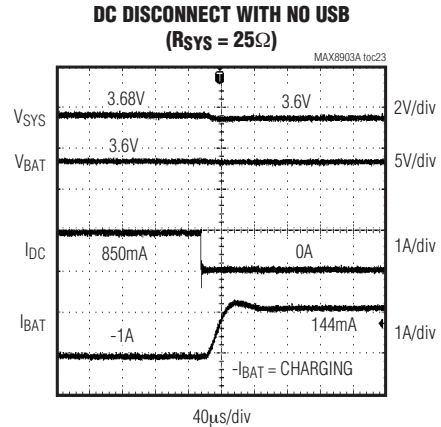 DC DISCONNECT WITH NO USB
(RSYS = 25Ω)
MAX8903A toc23
T
3.68V 3.6V
VSYS 2V/div
3.6V
VBAT 5V/div
IDC 850mA 0A 1A/div
IBAT -1A 144mA 1A/div
-IBAT = CHARGING
40μs/div